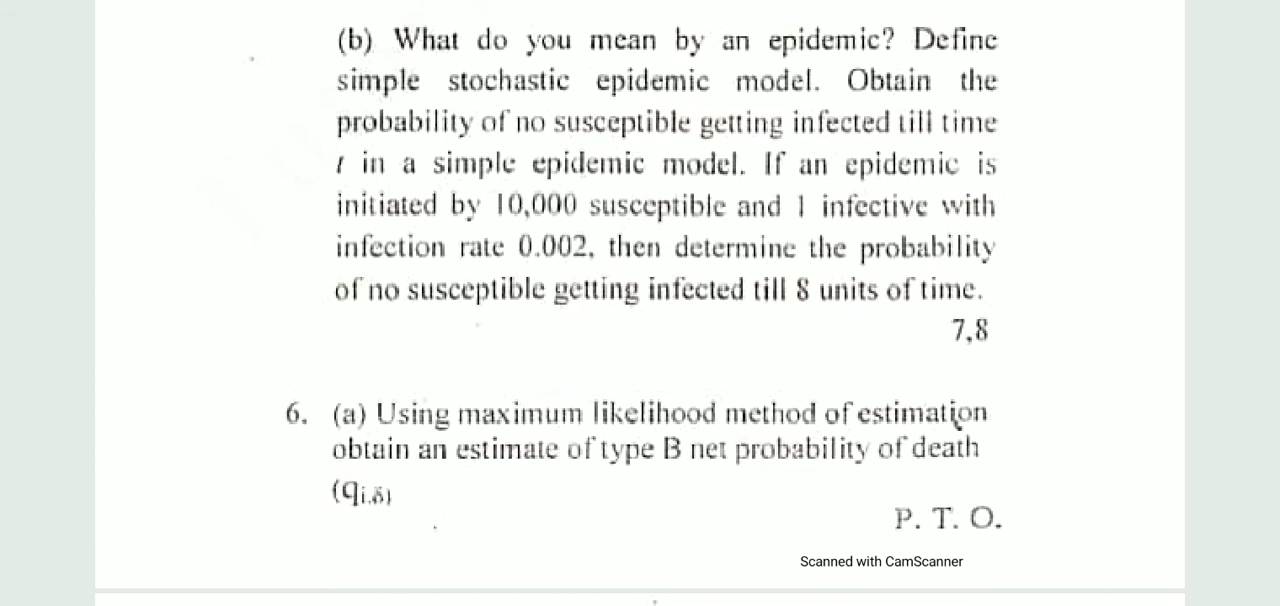 (b) What do you mean by an epidemic? Define
simple stochastic epidemic model. Obtain the
probability of no susceptible getting infected till time
t in a simple epidemic model. If an epidemic is
initiated by 10,000 susceptible and 1 infective with
infection rate 0.002, then determine the probability
of no susceptible getting infected till 8 units of time.
7,8
6. (a) Using maximum likelihood method of estimation
obtain an estimate of type B net probability of death
(qi.δ)
P. T. O.
Scanned with CamScanner